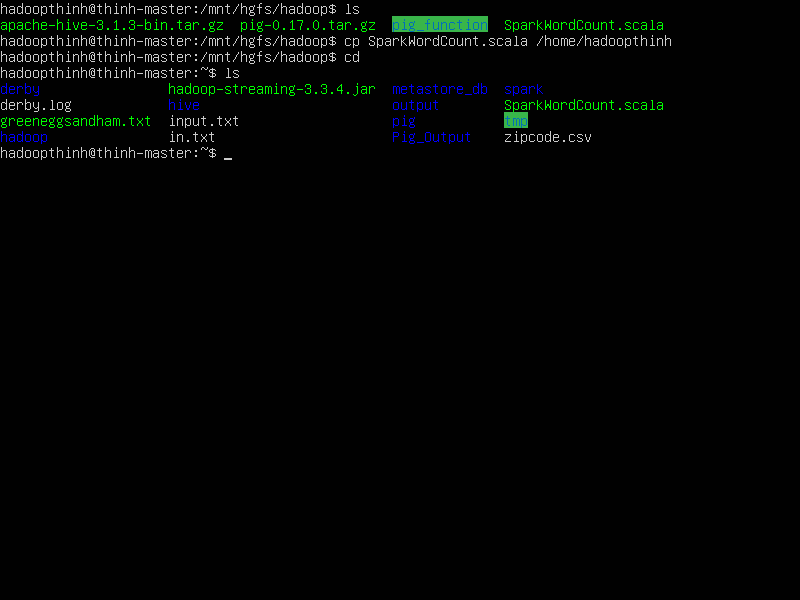 hadoopthinh@thinh-master:/mnt/hgfs/hadoop$ ls
apache-hive-3.1.3-bin.tar.gz  pig-0.17.0.tar.gz  pig_function  SparkWordCount.scala
hadoopthinh@thinh-master:/mnt/hgfs/hadoop$ cp SparkWordCount.scala /home/hadoopthinh
hadoopthinh@thinh-master:/mnt/hgfs/hadoop$ cd
hadoopthinh@thinh-master:~$ ls
derby                hadoop-streaming-3.3.4.jar  metastore_db  spark
derby.log            hive                        output        SparkWordCount.scala
greeneggsandham.txt  input.txt                   pig           tmp
hadoop               in.txt                      Pig_Output    zipcode.csv
hadoopthinh@thinh-master:~$ _